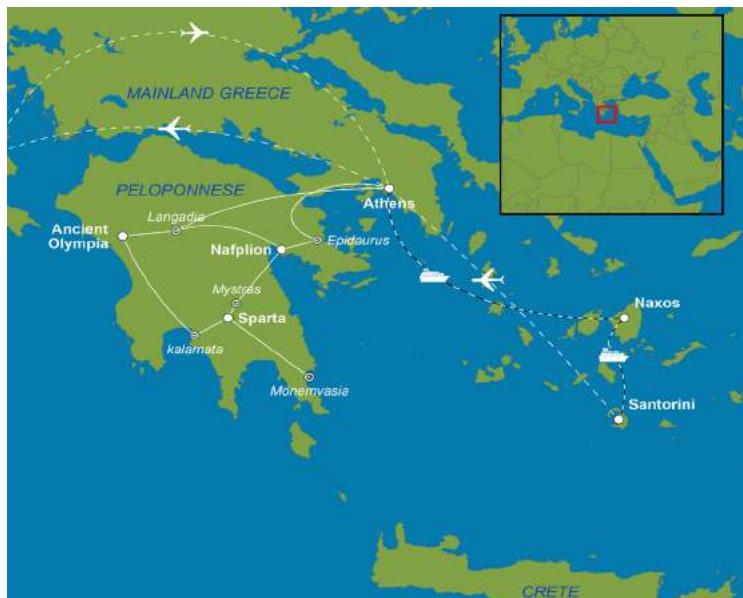 MAINLAND GREECE
PELOPONNESE
Athens
Langadia
Ancient
Olympia
Nafplion
Epidaurus
Mystras
Naxos
Sparta
kalamata
Monemvasia
Santorini
CRETE